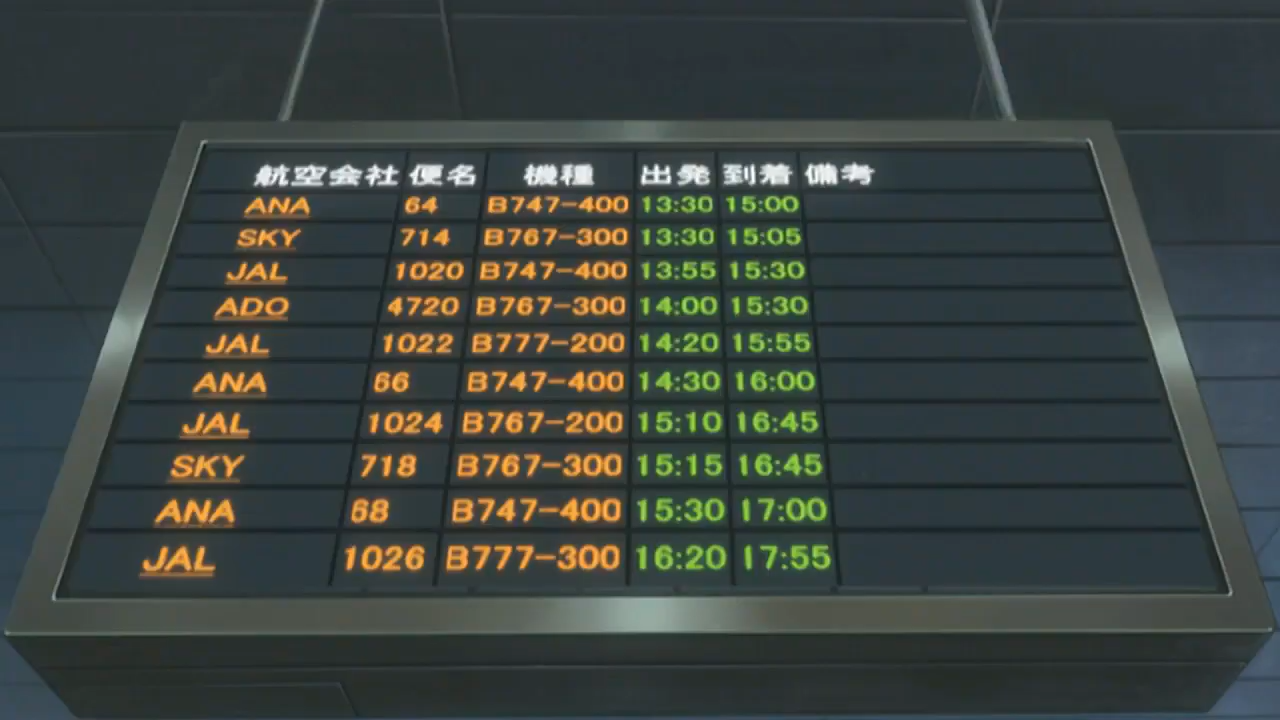 航空会社 便名 機種 出発 到着 備考
ANA 64 B747-400 13:30 15:00
SKY 714 B767-300 13:30 15:05
JAL 1020 B747-400 13:55 15:30
ADO 4720 B767-300 14:00 15:30
JAL 1022 B777-200 14:20 15:55
ANA 66 B747-400 14:30 16:00
JAL 1024 B767-200 15:10 16:45
SKY 718 B767-300 15:15 16:45
ANA 68 B747-400 15:30 17:00
JAL 1026 B777-300 16:20 17:55